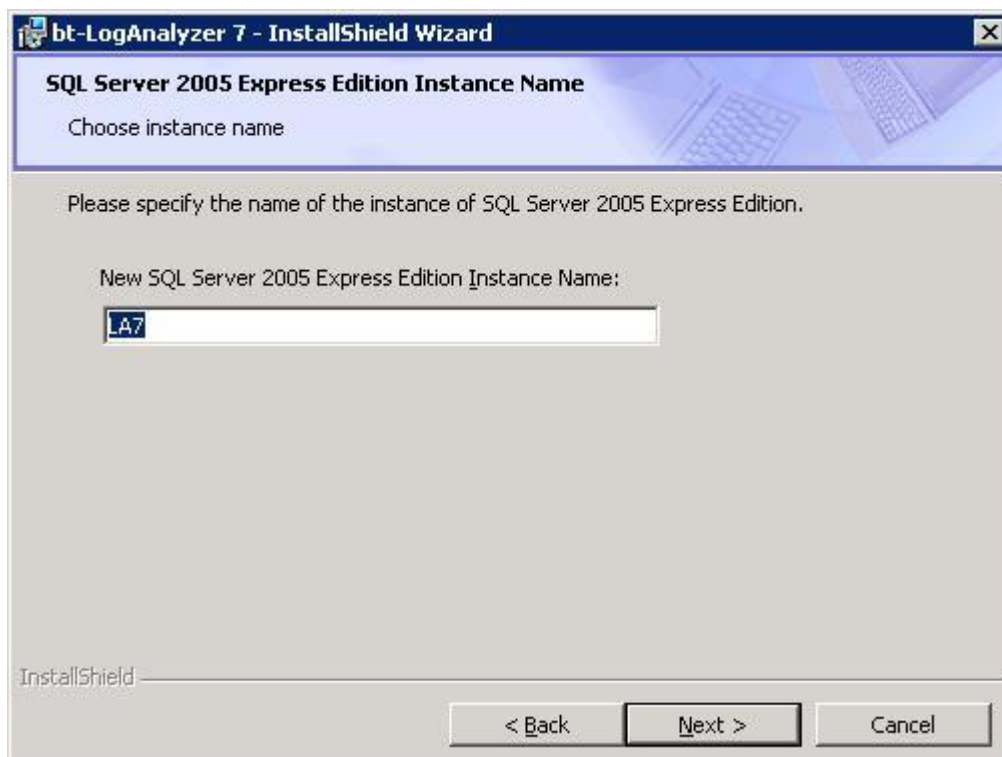 bt-LogAnalyzer 7 - InstallShield Wizard
SQL Server 2005 Express Edition Instance Name
Choose instance name
Please specify the name of the instance of SQL Server 2005 Express Edition.
New SQL Server 2005 Express Edition Instance Name:
LA7
InstallShield
< Back
Next >
Cancel